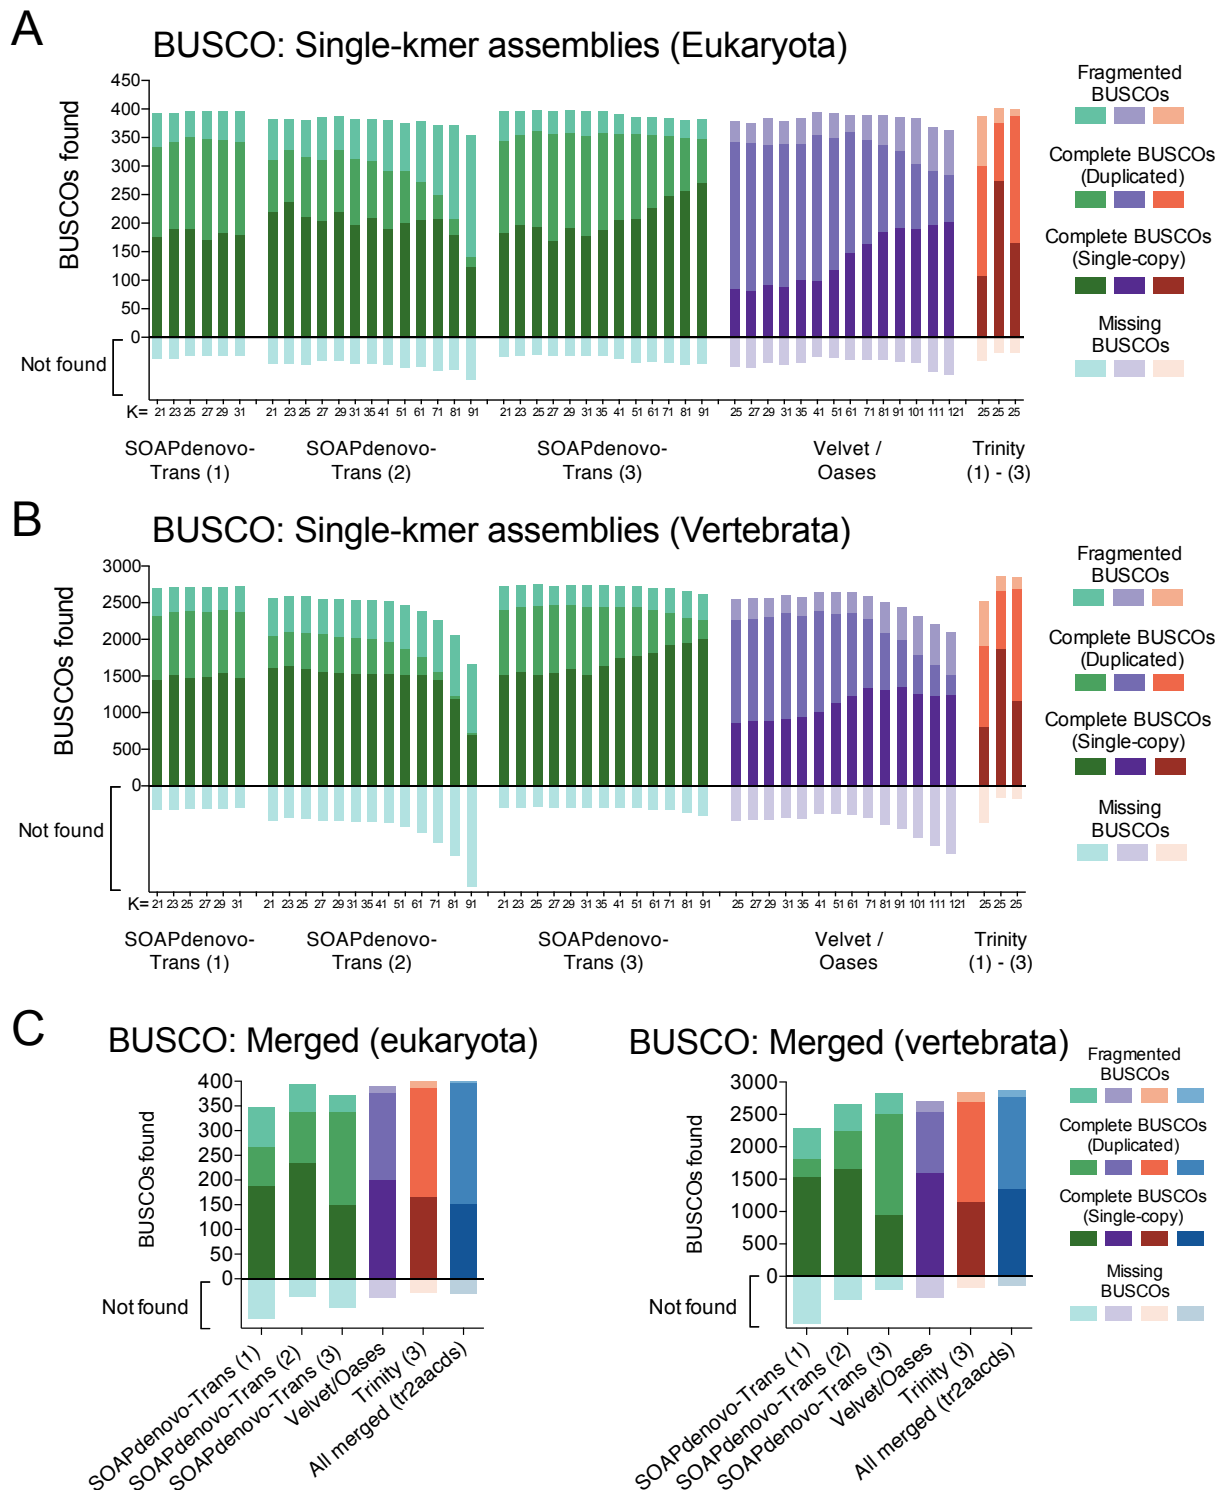 A
BUSCO: Single-kmer assemblies (Eukaryota)
BUSCOs found
450
400
350
300
250
200
150
100
50
0
Not found
K= 21 23 25 27 29 31 21 23 25 27 29 31 35 41 51 61 71 81 91 21 23 25 27 29 31 35 41 51 61 71 81 91 25 27 29 31 35 41 51 61 71 81 91 101 111 121 25 25 25
SOAPdenovo-
Trans (1)
SOAPdenovo-
Trans (2)
SOAPdenovo-
Trans (3)
Velvet /
Oases
Trinity
(1) - (3)
Fragmented
BUSCOs
Complete BUSCOs
(Duplicated)
Complete BUSCOs
(Single-copy)
Missing
BUSCOs
B
BUSCO: Single-kmer assemblies (Vertebrata)
BUSCOs found
3000
2500
2000
1500
1000
500
0
Not found
K= 21 23 25 27 29 31 21 23 25 27 29 31 35 41 51 61 71 81 91 21 23 25 27 29 31 35 41 51 61 71 81 91 25 27 29 31 35 41 51 61 71 81 91 101 111 121 25 25 25
SOAPdenovo-
Trans (1)
SOAPdenovo-
Trans (2)
SOAPdenovo-
Trans (3)
Velvet /
Oases
Trinity
(1) - (3)
Fragmented
BUSCOs
Complete BUSCOs
(Duplicated)
Complete BUSCOs
(Single-copy)
Missing
BUSCOs
C
BUSCO: Merged (eukaryota)
BUSCOs found
400
350
300
250
200
150
100
50
0
Not found
SOAPdenovo-Trans (1)
SOAPdenovo-Trans (2)
SOAPdenovo-Trans (3)
Velvet/Oases
Trinity (3)
All merged (tr2aacds)
BUSCO: Merged (vertebrata)
BUSCOs found
3000
2500
2000
1500
1000
500
0
Not found
SOAPdenovo-Trans (1)
SOAPdenovo-Trans (2)
SOAPdenovo-Trans (3)
Velvet/Oases
Trinity (3)
All merged (tr2aacds)
Fragmented
BUSCOs
Complete BUSCOs
(Duplicated)
Complete BUSCOs
(Single-copy)
Missing
BUSCOs